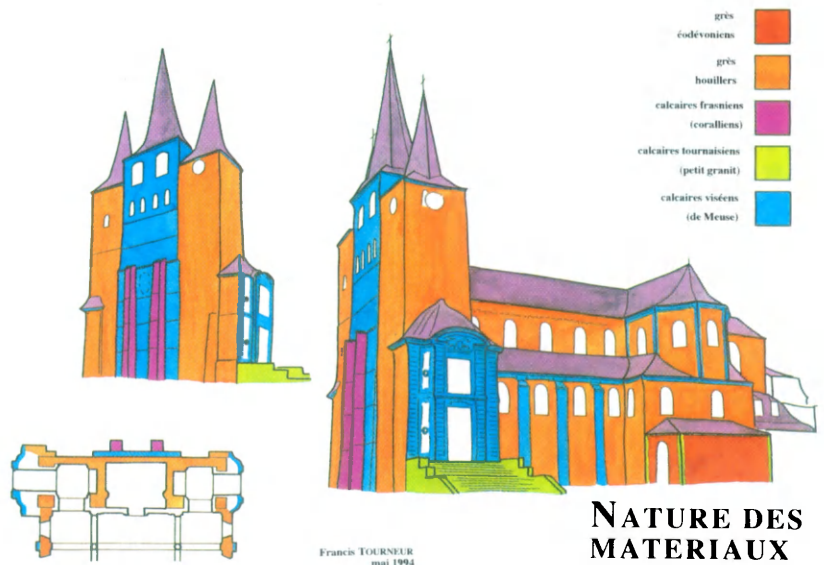 grès
éodévoniens
grès
houillers
calcaires frasniens
(coralliens)
calcaires tournaisiens
(petit granit)
calcaires viséens
(de Meuse)
Francis TOURNEUR
mai 1994
NATURE DES
MATERIAUX